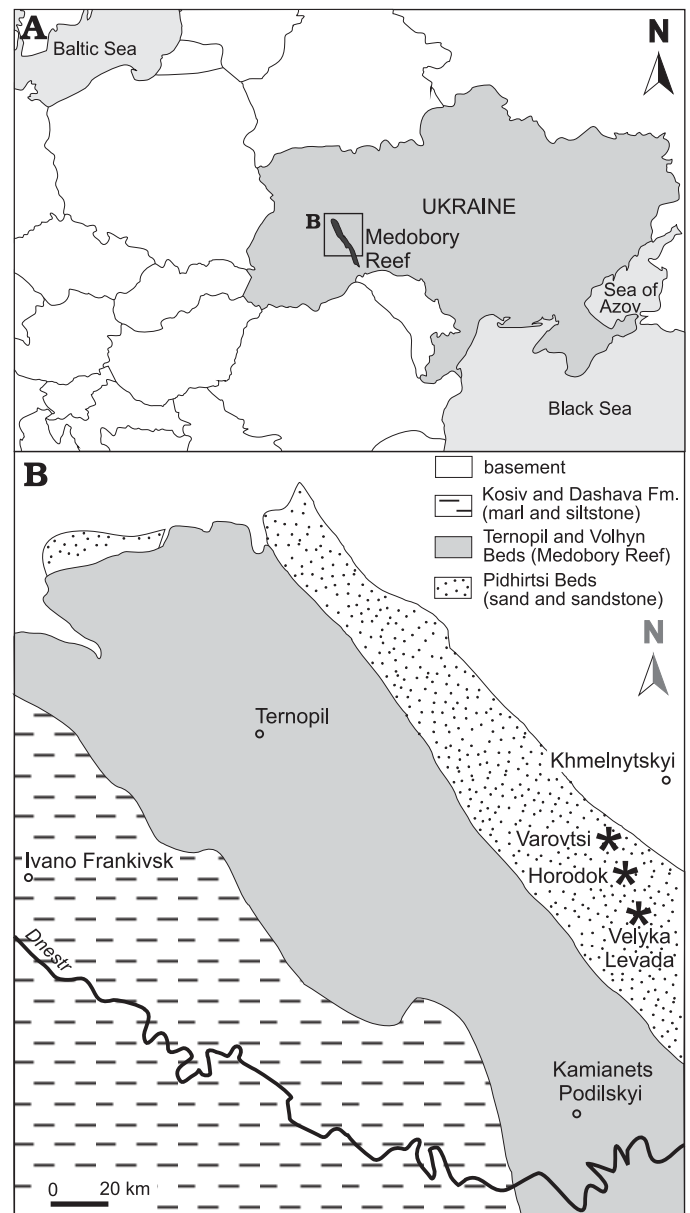 A
Baltic Sea
N
UKRAINE
B
Medobory
Reef
Sea of
Azov
Black Sea
B
basement
Kosiv and Dashava Fm.
(marl and siltstone)
Ternopil and Volhyn
Beds (Medobory Reef)
Pidhirtsi Beds
(sand and sandstone)
N
Ternopil
Khmelnytskyi
Varovtsi
Ivano Frankivsk
Horodok
Velyka
Levada
Dnestr
Kamianets
Podilskyi
0 20 km